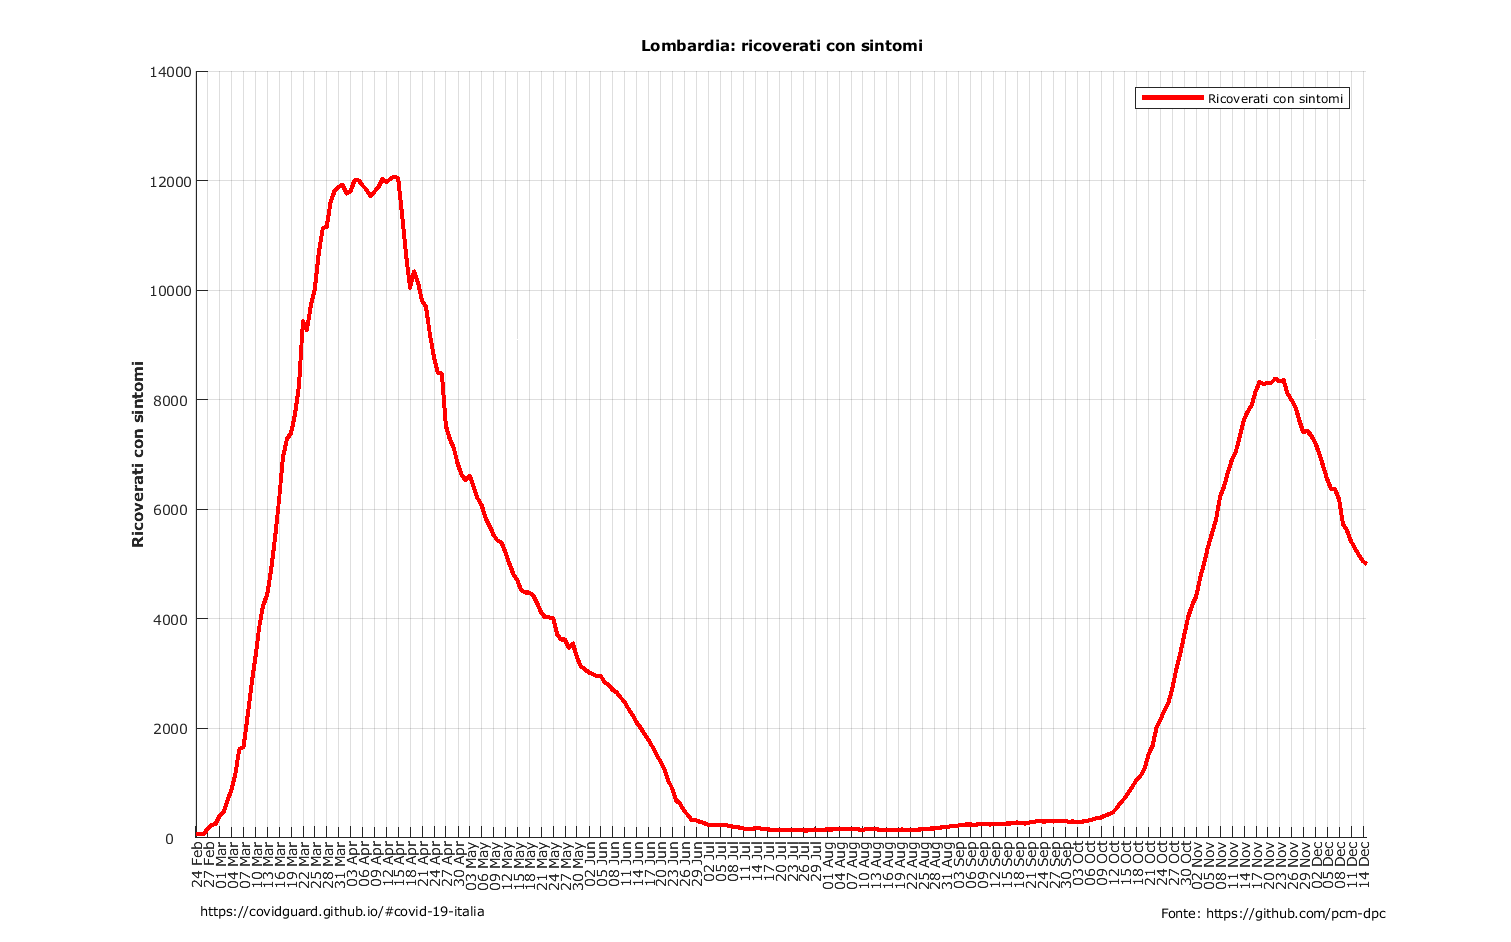 Lombardia: ricoverati con sintomi
Ricoverati con sintomi
14000
12000
10000
8000
6000
4000
2000
0
Ricoverati con sintomi
24 Feb
27 Feb
01 Mar
04 Mar
07 Mar
10 Mar
13 Mar
16 Mar
19 Mar
22 Mar
25 Mar
28 Mar
31 Mar
03 Apr
06 Apr
09 Apr
12 Apr
15 Apr
18 Apr
21 Apr
24 Apr
27 Apr
30 Apr
03 May
06 May
09 May
12 May
15 May
18 May
21 May
24 May
27 May
30 May
02 Jun
05 Jun
08 Jun
11 Jun
14 Jun
17 Jun
20 Jun
23 Jun
26 Jun
29 Jun
02 Jul
05 Jul
08 Jul
11 Jul
14 Jul
17 Jul
20 Jul
23 Jul
26 Jul
29 Jul
01 Aug
04 Aug
07 Aug
10 Aug
13 Aug
16 Aug
19 Aug
22 Aug
25 Aug
28 Aug
31 Aug
03 Sep
06 Sep
09 Sep
12 Sep
15 Sep
18 Sep
21 Sep
24 Sep
27 Sep
30 Sep
03 Oct
06 Oct
09 Oct
12 Oct
15 Oct
18 Oct
21 Oct
24 Oct
27 Oct
30 Oct
02 Nov
05 Nov
08 Nov
11 Nov
14 Nov
17 Nov
20 Nov
23 Nov
26 Nov
29 Nov
02 Dec
05 Dec
08 Dec
11 Dec
14 Dec
https://covidguard.github.io/#covid-19-italia
Fonte: https://github.com/pcm-dpc